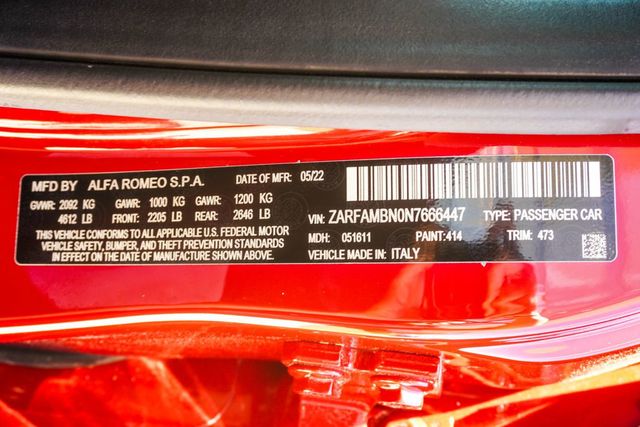 MFD BY ALFA ROMEO S.P.A. DATE OF MFR: 05/22
GVWR: 2092 KG GAWR: 1000 KG GAWR: 1200 KG
4612 LB FRONT: 2205 LB REAR: 2646 LB
THIS VEHICLE CONFORMS TO ALL APPLICABLE U.S. FEDERAL MOTOR
VEHICLE SAFETY, BUMPER, AND THEFT PREVENTION STANDARDS
IN EFFECT ON THE DATE OF MANUFACTURE SHOWN ABOVE.
VIN: ZARFAMBN0N7666447 TYPE: PASSENGER CAR
MDH: 051611 PAINT:414 TRIM: 473
VEHICLE MADE IN: ITALY